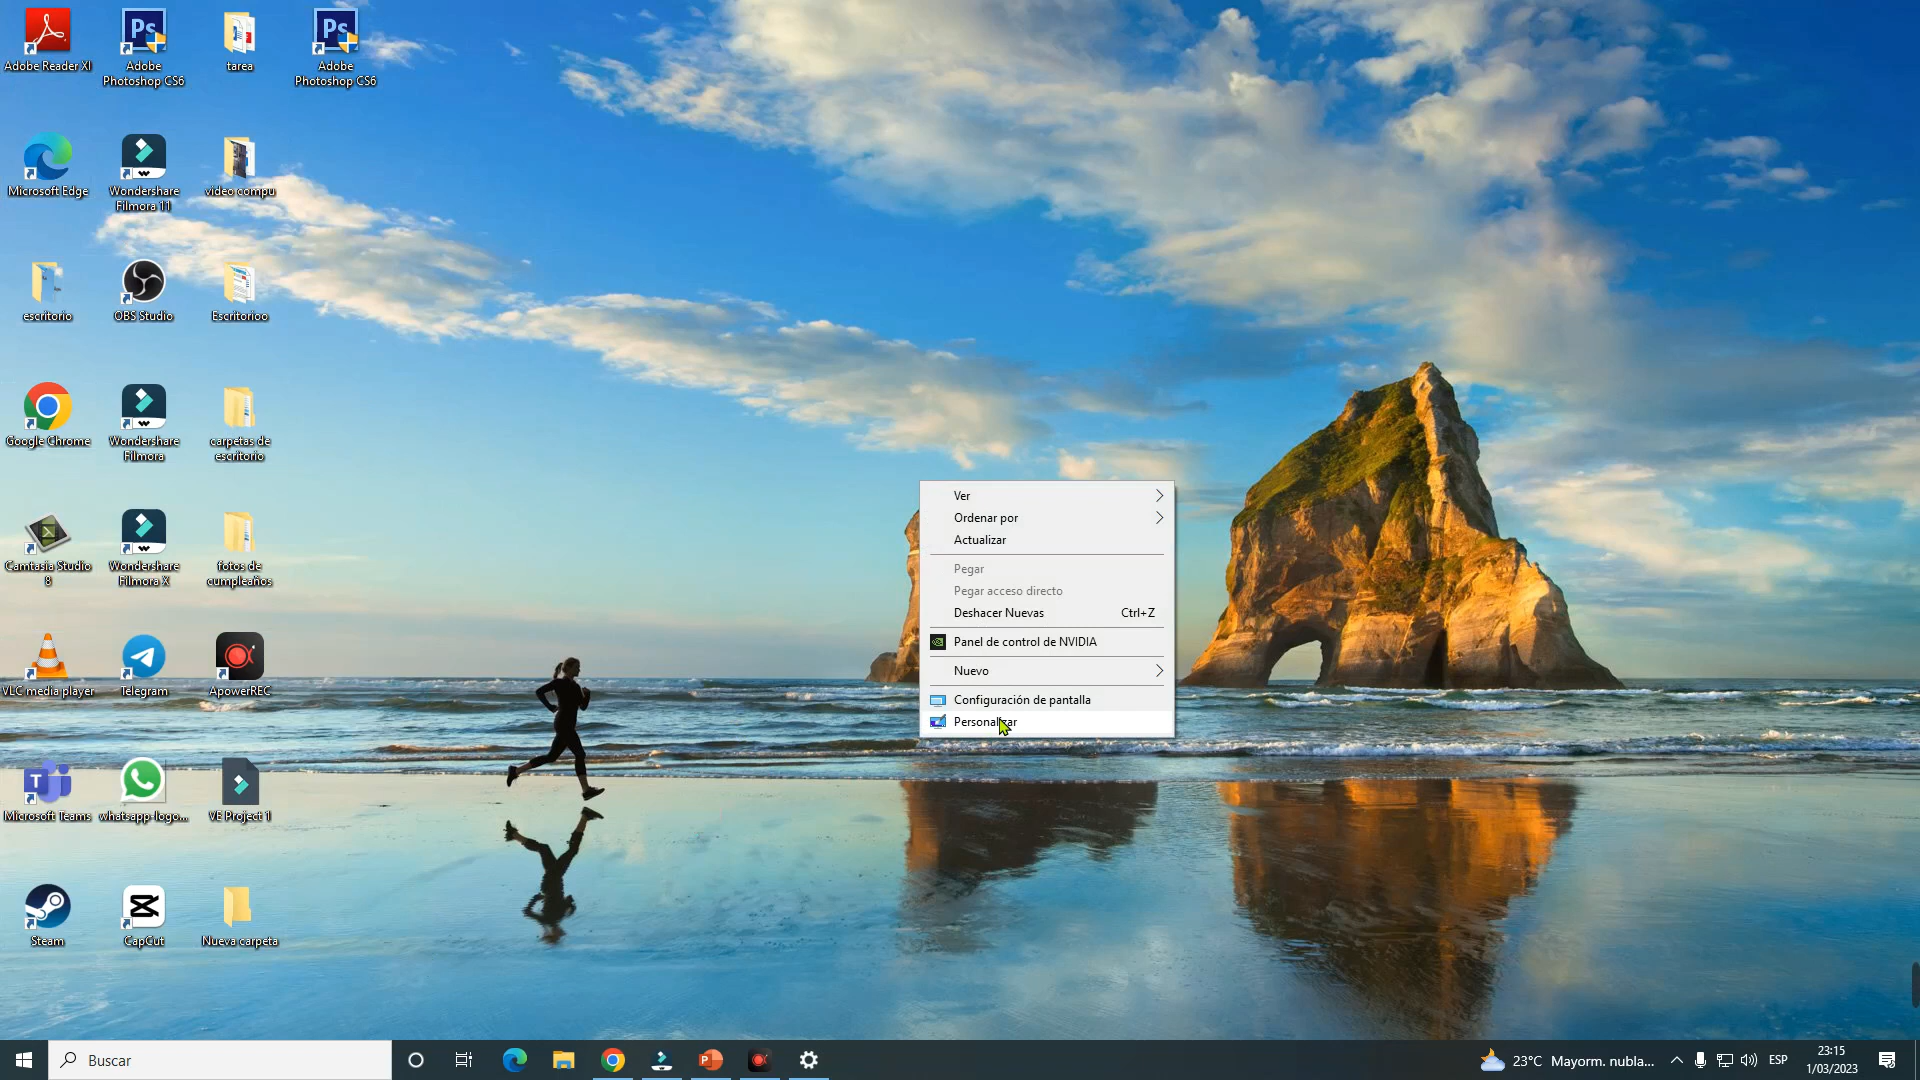 Adobe Reader XI
Adobe
Photoshop CS6
tarea
Adobe
Photoshop CS6
Microsoft Edge
Wondershare
Filmora 11
video compu
escritorio
OBS Studio
Escritorioo
Google Chrome
Wondershare
Filmora
carpetas de
escritorio
Camtasia Studio
8
Wondershare
Filmora X
fotos de
cumpleaños
VLC media player
Telegram
ApowerREC
Microsoft Teams
whatsapp-logo...
VE Project 1
Steam
CapCut
Nueva carpeta
Ver
Ordenar por
Actualizar
Pegar
Pegar acceso directo
Deshacer Nuevas Ctrl+Z
Panel de control de NVIDIA
Nuevo
Configuración de pantalla
Personalizar
Buscar
23°C Mayorm. nubla...
ESP
23:15
1/03/2023